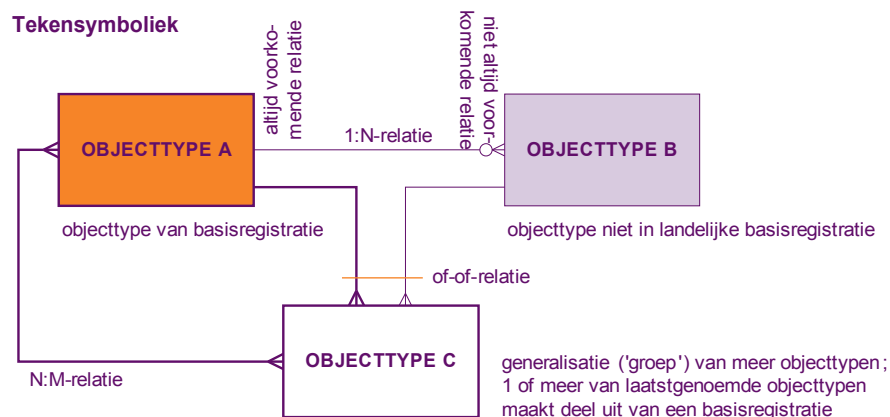 Tekensymboliek
altijd voorko-
mende relatie
niet altijd voor-
komende relatie
OBJECTTYPE A
1:N-relatie
OBJECTTYPE B
objecttype van basisregistratie
objecttype niet in landelijke basisregistratie
of-of-relatie
OBJECTTYPE C
N:M-relatie
generalisatie ('groep') van meer objecttypen;
1 of meer van laatstgenoemde objecttypen
maakt deel uit van een basisregistratie